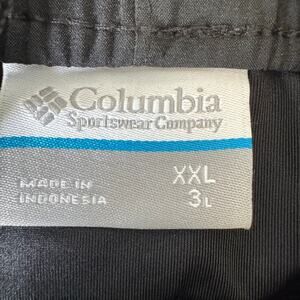 Columbia
Sportswear Company
XXL
MADE IN
3L
INDONESIA